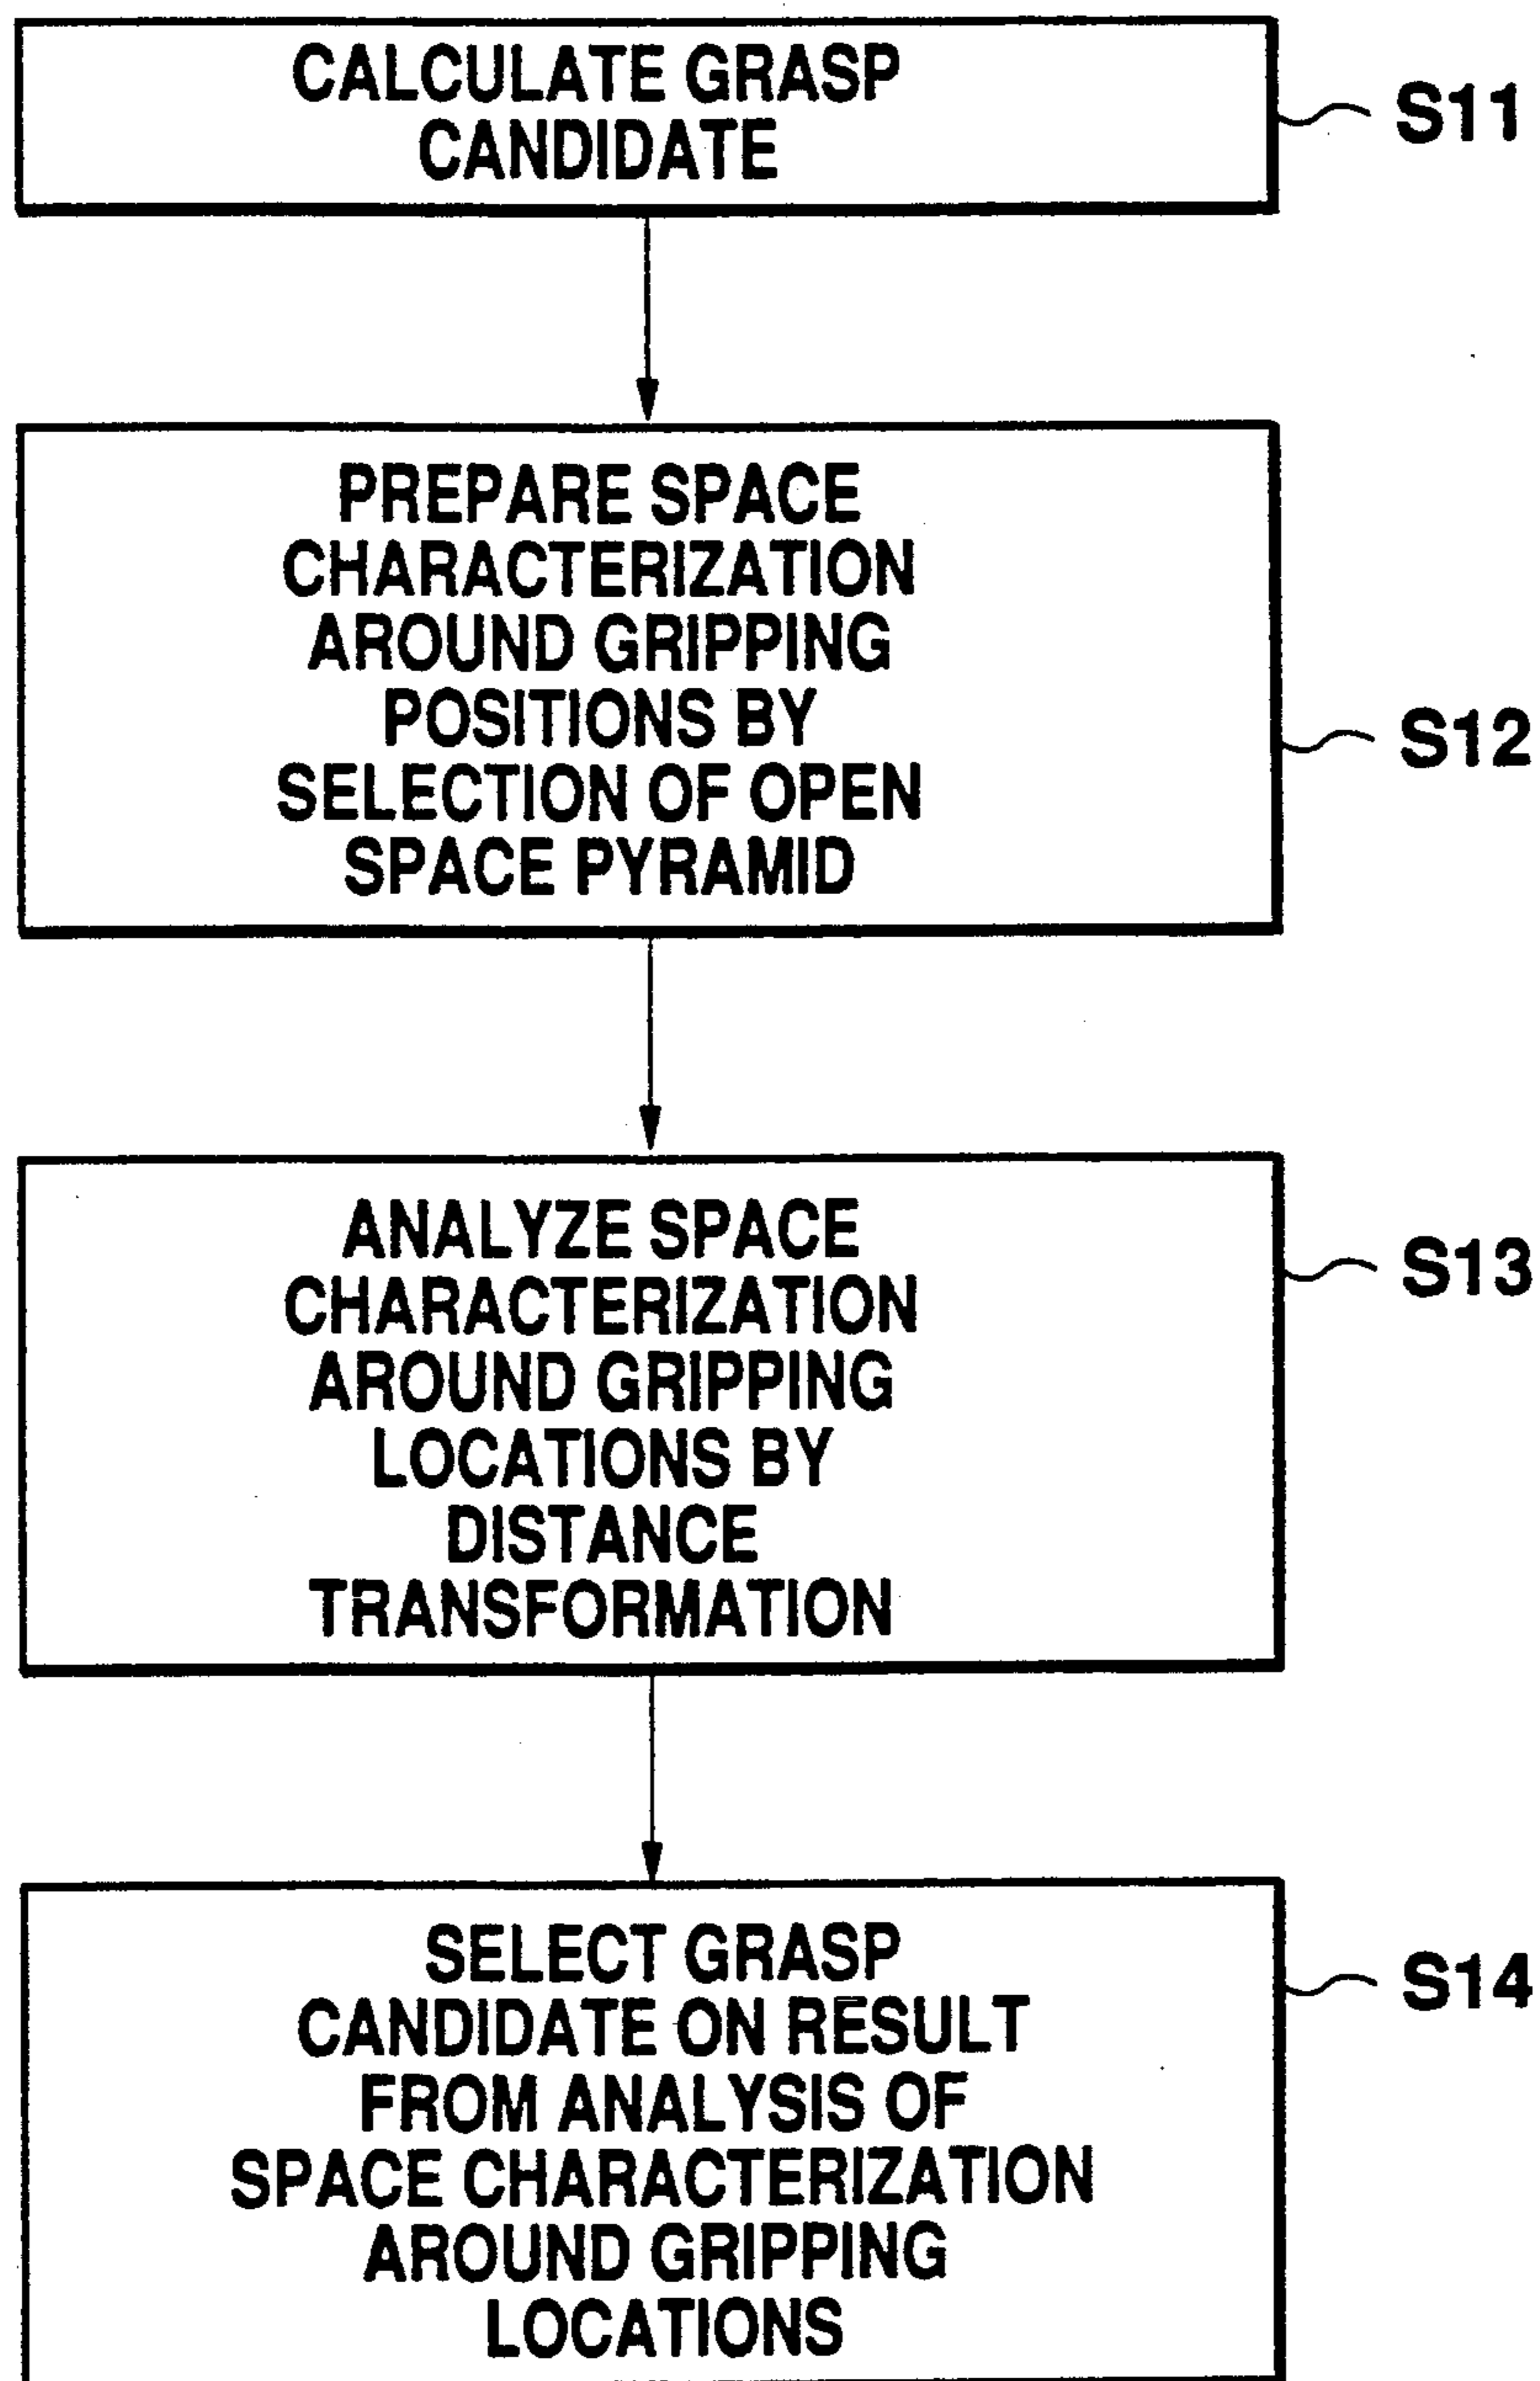 CALCULATE GRASP
CANDIDATE
S11
PREPARE SPACE
CHARACTERIZATION
AROUND GRIPPING
POSITIONS BY
SELECTION OF OPEN
SPACE PYRAMID
S12
ANALYZE SPACE
CHARACTERIZATION
AROUND GRIPPING
LOCATIONS BY
DISTANCE
TRANSFORMATION
S13
SELECT GRASP
CANDIDATE ON RESULT
FROM ANALYSIS OF
SPACE CHARACTERIZATION
AROUND GRIPPING
LOCATIONS
S14